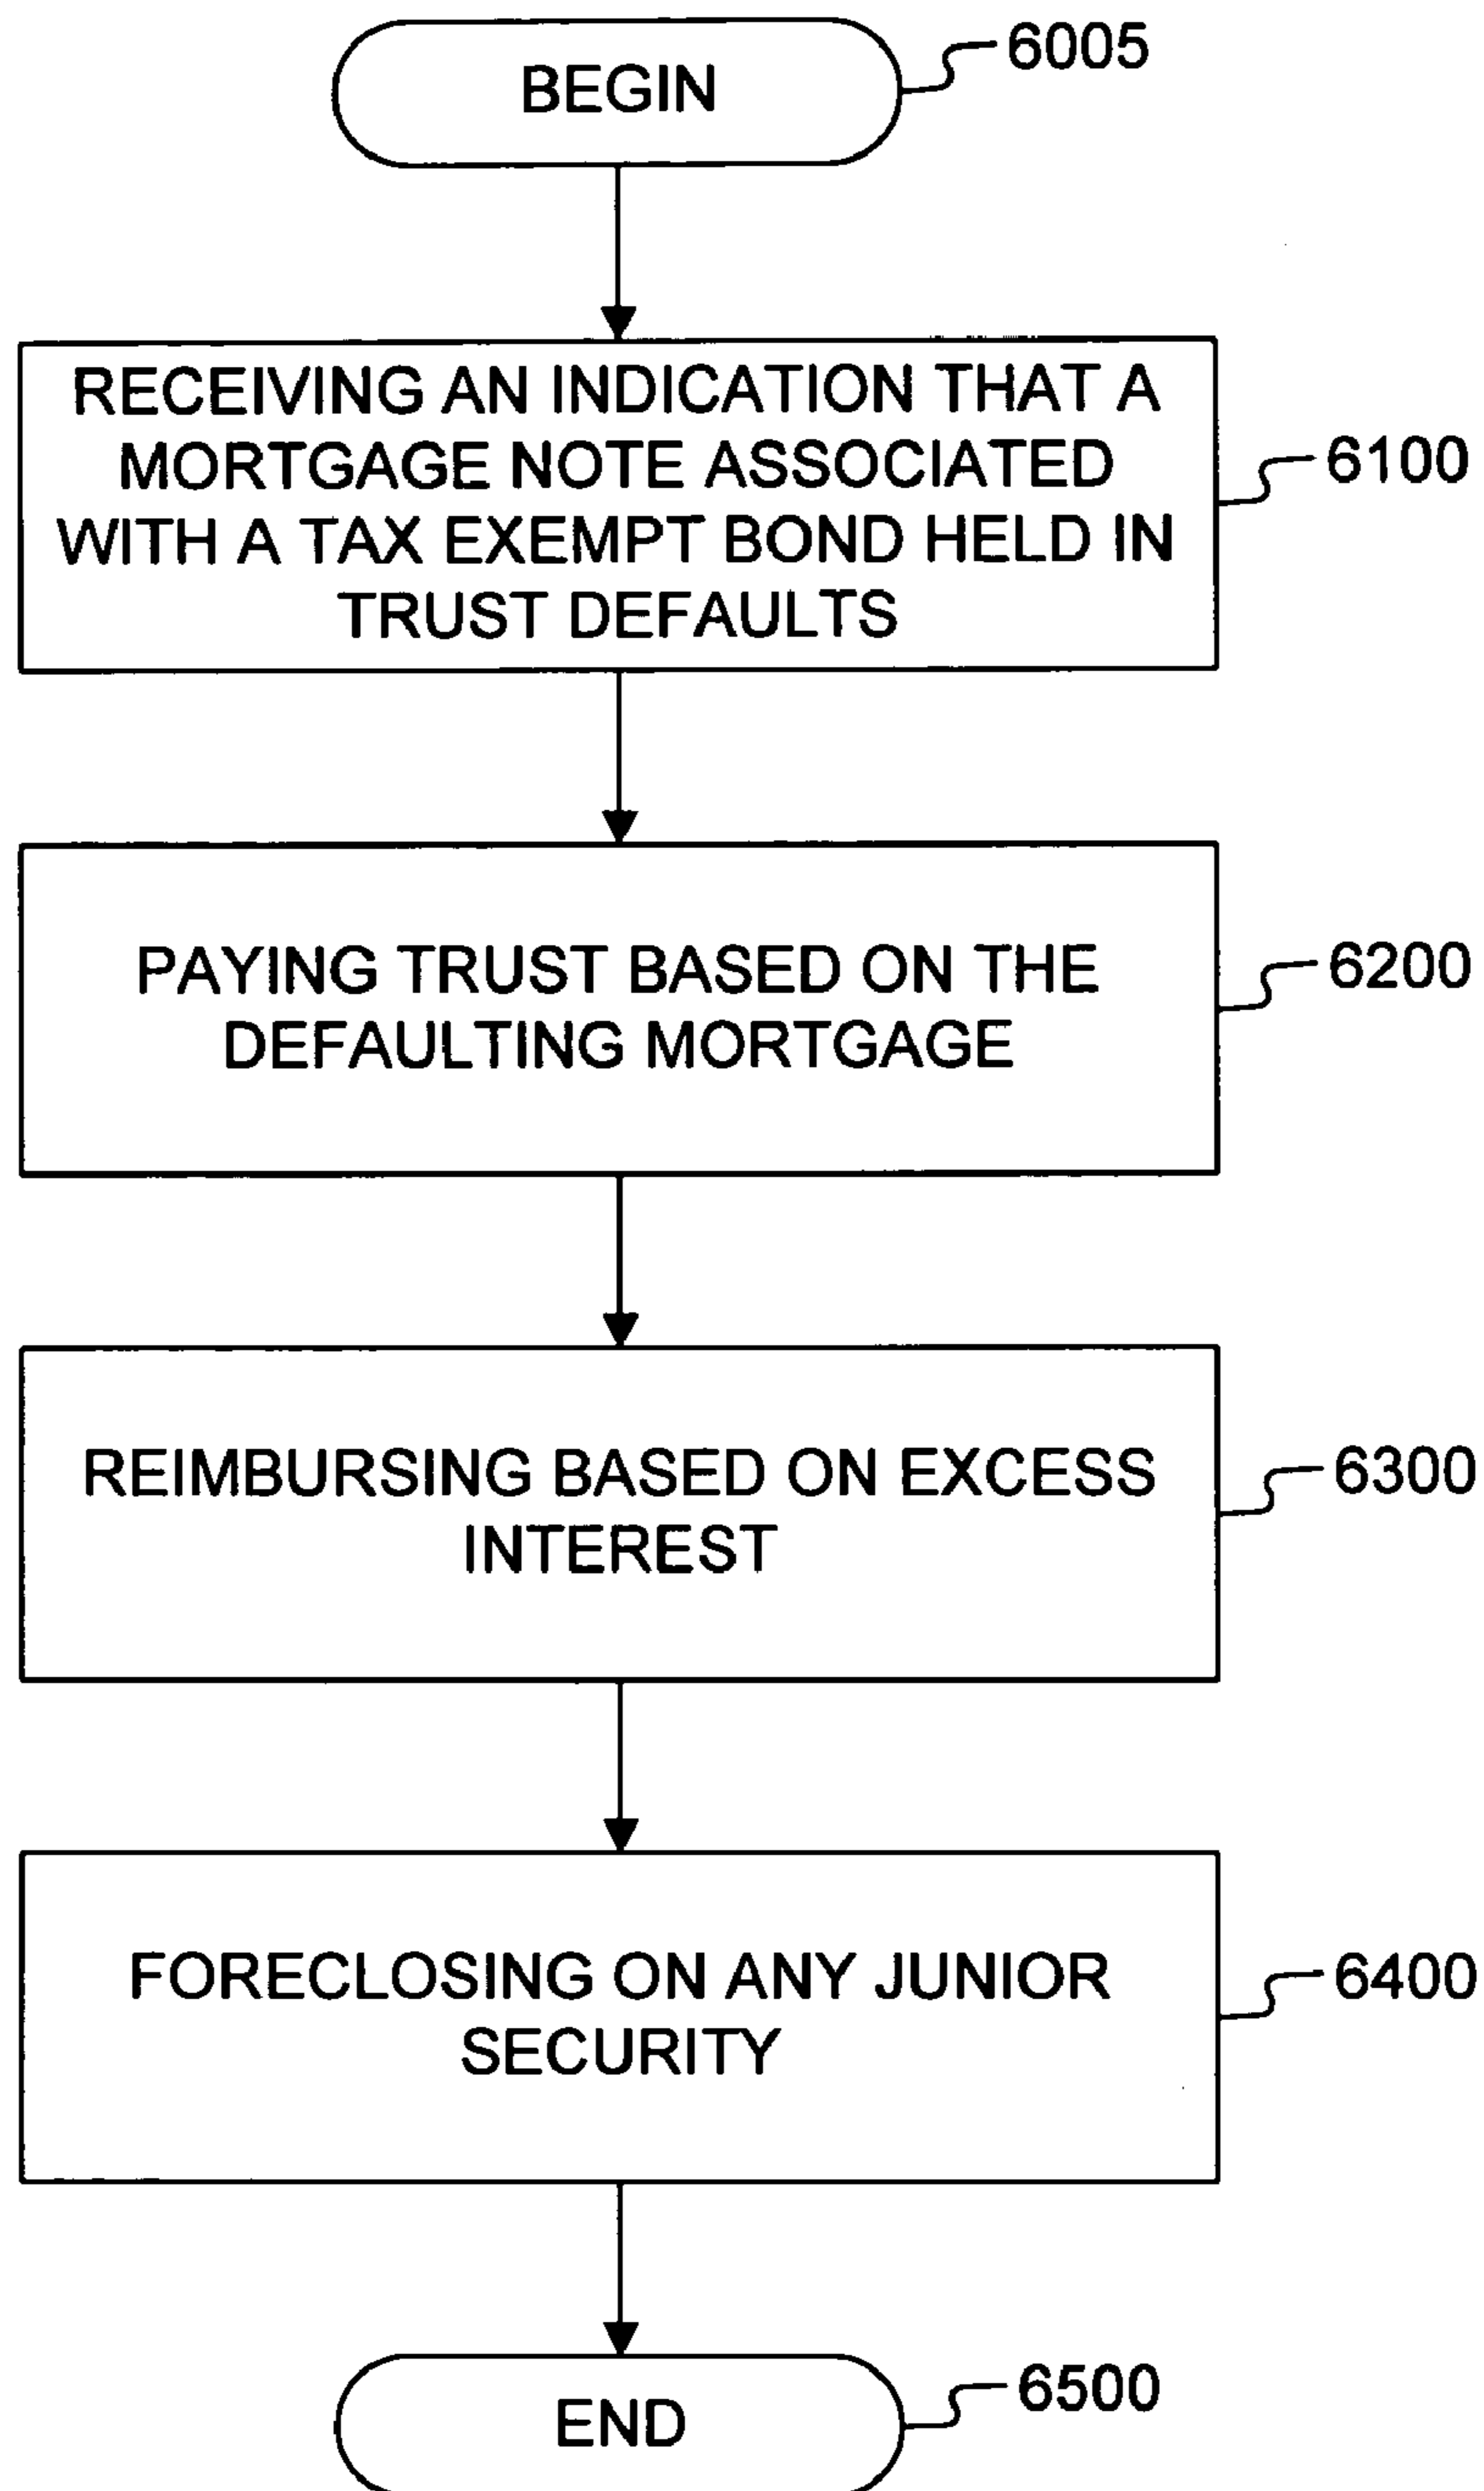 BEGIN
6005
RECEIVING AN INDICATION THAT A
MORTGAGE NOTE ASSOCIATED
WITH A TAX EXEMPT BOND HELD IN
TRUST DEFAULTS
6100
PAYING TRUST BASED ON THE
DEFAULTING MORTGAGE
6200
REIMBURSING BASED ON EXCESS
INTEREST
6300
FORECLOSING ON ANY JUNIOR
SECURITY
6400
END
6500